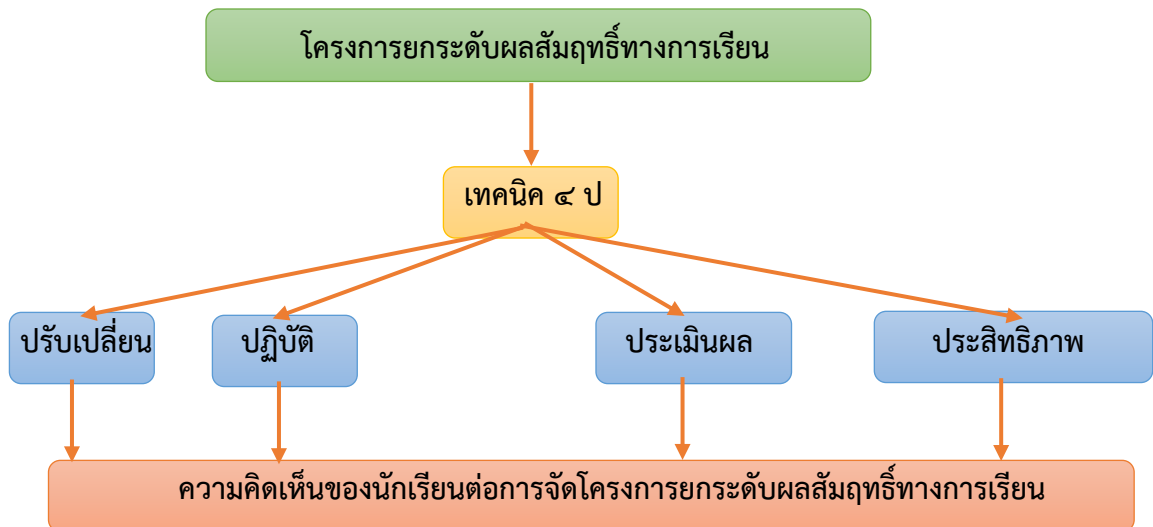 โครงการยกระดับผลสัมฤทธิ์ทางการเรียน
เทคนิค ๔ ป
ปรับเปลี่ยน
ปฏิบัติ
ประเมินผล
ประสิทธิภาพ
ความคิดเห็นของนักเรียนต่อการจัดโครงการยกระดับผลสัมฤทธิ์ทางการเรียน